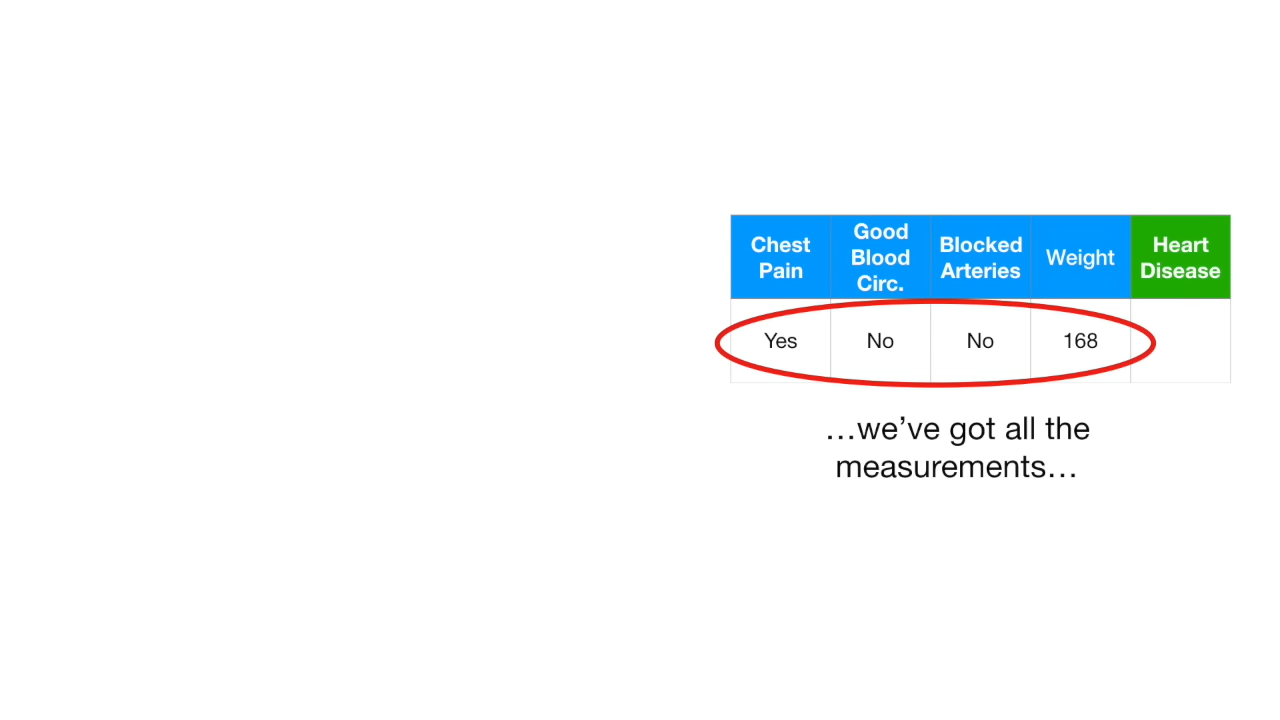 Chest Pain
Good Blood Circ.
Blocked Arteries
Weight
Heart Disease
Yes
No
No
168
…we’ve got all the
measurements…